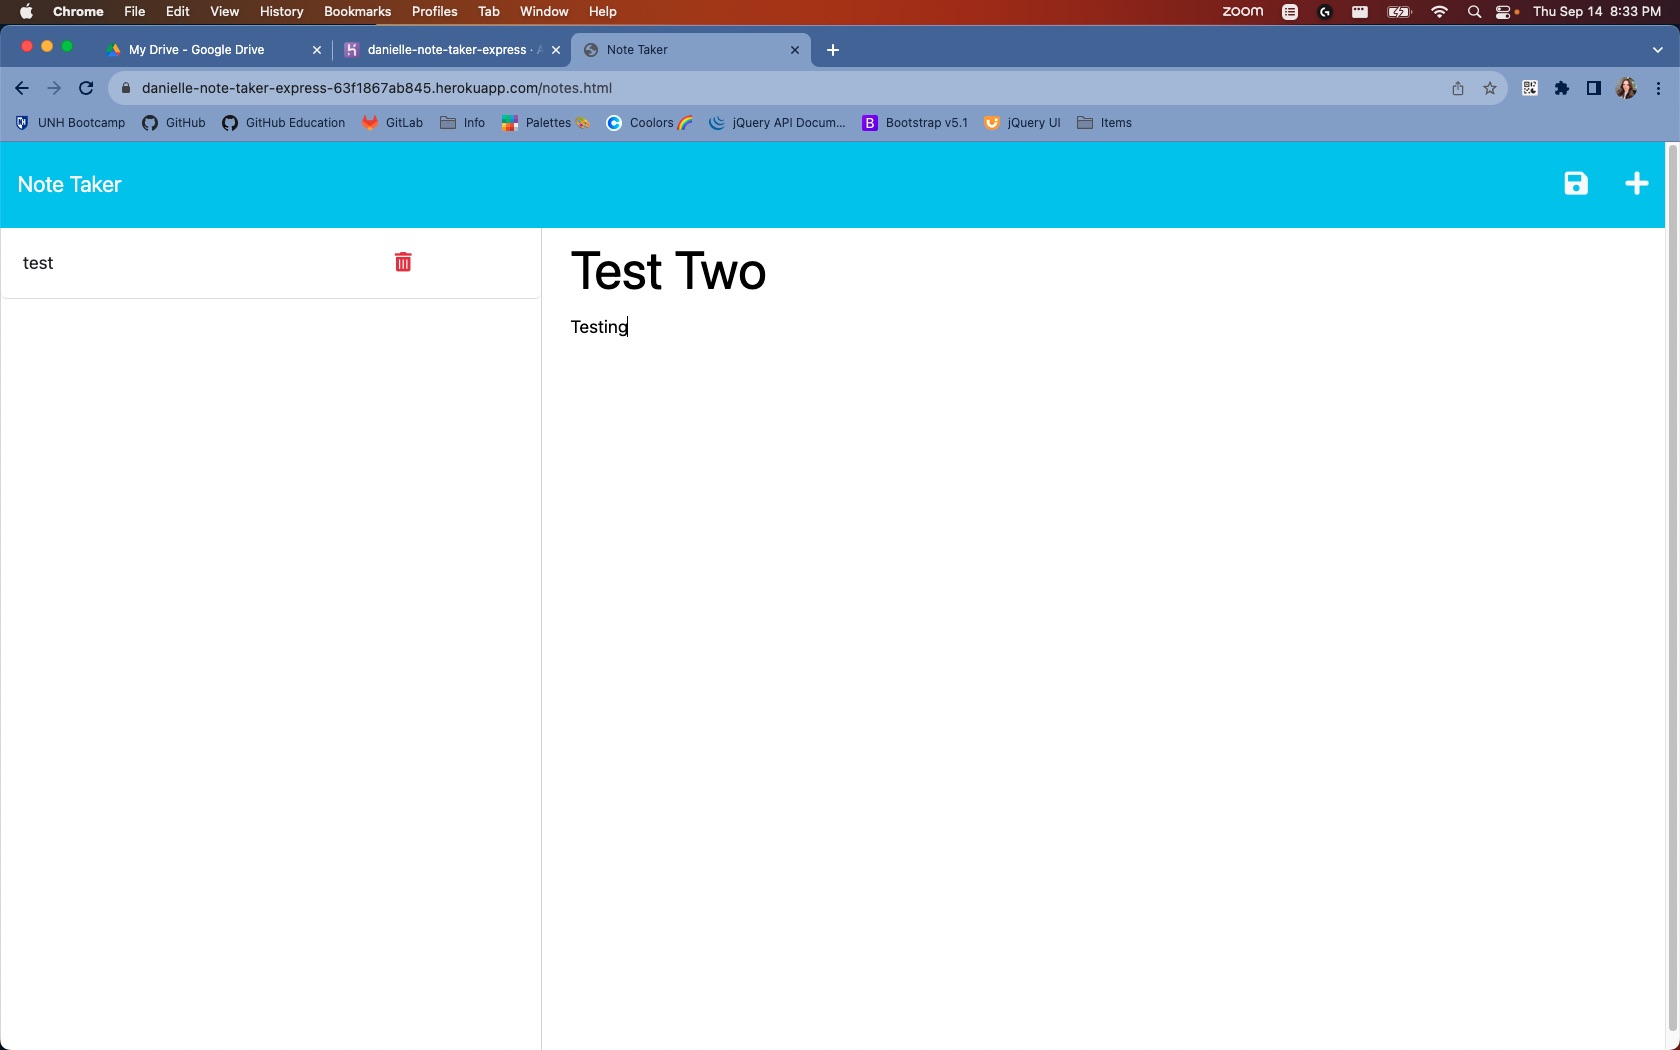 Chrome File Edit View History Bookmarks Profiles Tab Window Help zoom Thu Sep 14 8:33 PM
My Drive - Google Drive danielle-note-taker-express · Note Taker
danielle-note-taker-express-63f1867ab845.herokuapp.com/notes.html
UNH Bootcamp GitHub GitHub Education GitLab Info Palettes 🎨 Coolors🌈 jQuery API Docum... B Bootstrap v5.1 jQuery UI Items
Note Taker
test
Test Two
Testing